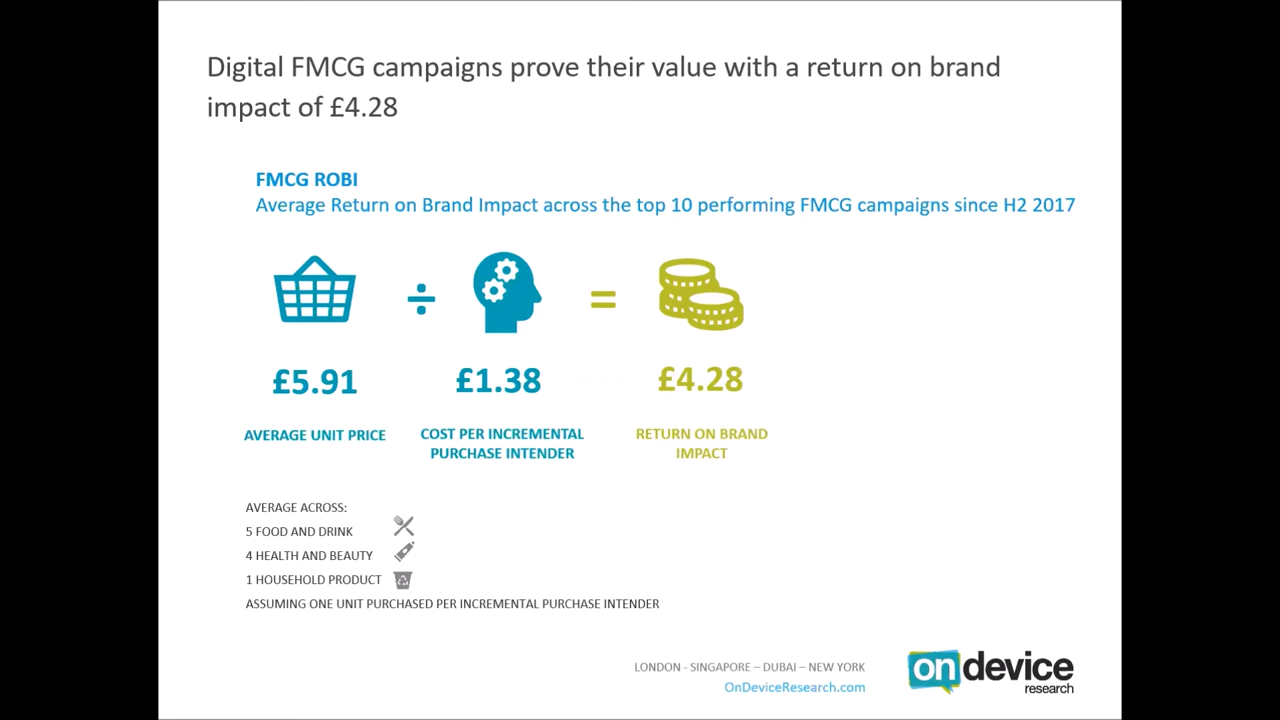 Digital FMCG campaigns prove their value with a return on brand
impact of £4.28
FMCG ROBI
Average Return on Brand Impact across the top 10 performing FMCG campaigns since H2 2017
÷ =
£5.91 £1.38 £4.28
AVERAGE UNIT PRICE
COST PER INCREMENTAL
PURCHASE INTENDER
RETURN ON BRAND
IMPACT
AVERAGE ACROSS:
5 FOOD AND DRINK
4 HEALTH AND BEAUTY
1 HOUSEHOLD PRODUCT
ASSUMING ONE UNIT PURCHASED PER INCREMENTAL PURCHASE INTENDER
LONDON - SINGAPORE – DUBAI – NEW YORK
OnDeviceResearch.com
on device
research